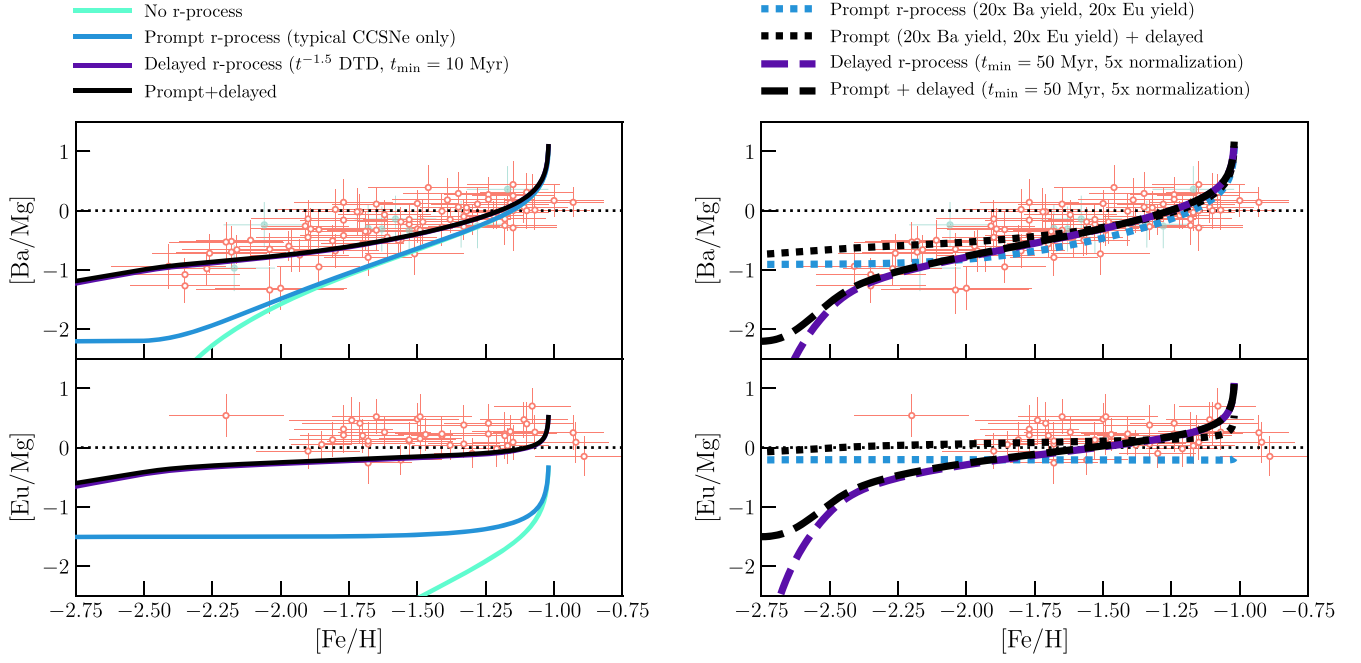 No r-process
Prompt r-process (typical CCSNe only)
Delayed r-process (t^−1.5 DTD, t_min = 10 Myr)
Prompt+delayed
Prompt r-process (20x Ba yield, 20x Eu yield)
Prompt (20x Ba yield, 20x Eu yield) + delayed
Delayed r-process (t_min = 50 Myr, 5x normalization)
Prompt + delayed (t_min = 50 Myr, 5x normalization)
[Ba/Mg]
1
0
−1
−2
[Eu/Mg]
1
0
−1
−2
−2.75 −2.50 −2.25 −2.00 −1.75 −1.50 −1.25 −1.00 −0.75
[Fe/H]
[Ba/Mg]
1
0
−1
−2
[Eu/Mg]
1
0
−1
−2
−2.75 −2.50 −2.25 −2.00 −1.75 −1.50 −1.25 −1.00 −0.75
[Fe/H]